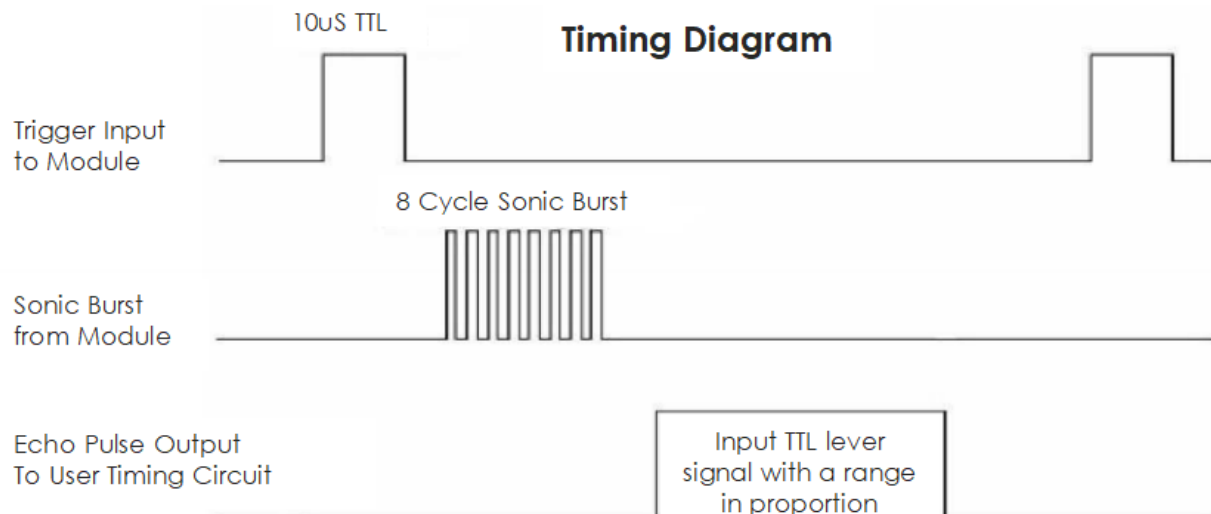 10uS TTL
Timing Diagram
Trigger Input
to Module
8 Cycle Sonic Burst
Sonic Burst
from Module
Echo Pulse Output
To User Timing Circuit
Input TTL lever
signal with a range
in proportion